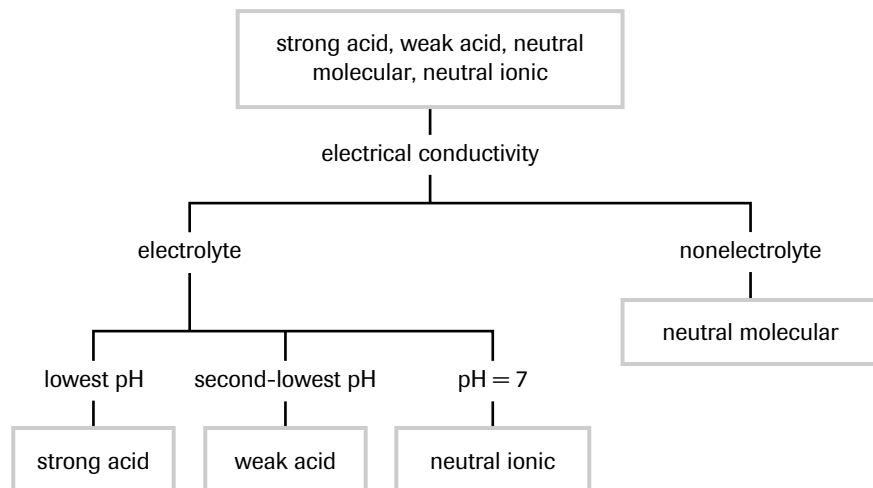 strong acid, weak acid, neutral
molecular, neutral ionic
electrical conductivity
electrolyte
nonelectrolyte
neutral molecular
lowest pH
second-lowest pH
pH = 7
strong acid
weak acid
neutral ionic